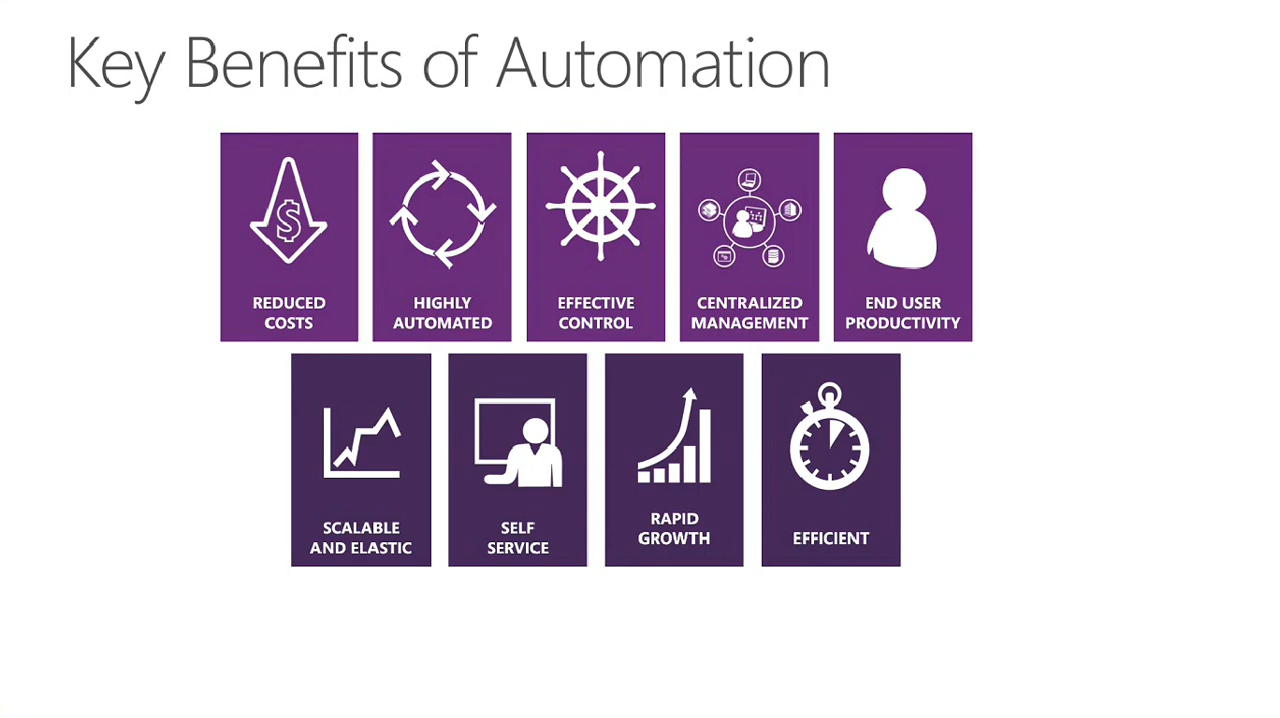 Key Benefits of Automation
REDUCED
COSTS
HIGHLY
AUTOMATED
EFFECTIVE
CONTROL
CENTRALIZED
MANAGEMENT
END USER
PRODUCTIVITY
SCALABLE
AND ELASTIC
SELF
SERVICE
RAPID
GROWTH
EFFICIENT